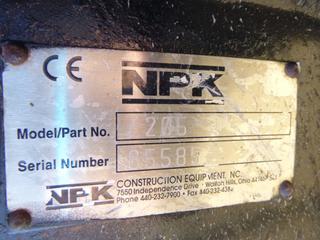 CE
NPK
Model/Part No.
Serial Number
NPK CONSTRUCTION EQUIPMENT, INC.
7550 Independence Drive · Walton Hills, Ohio
Phone 440-232-7900 · Fax